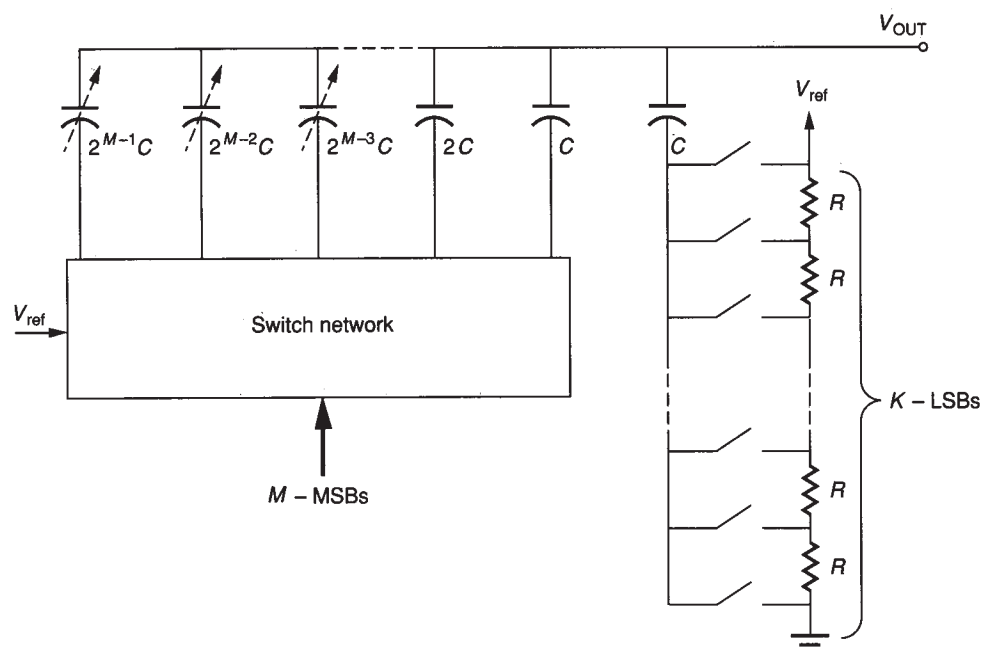 V_OUT
V_ref
2^{M–1}C
2^{M–2}C
2^{M–3}C
2C
C
C
R
R
V_ref
Switch network
K – LSBs
R
M – MSBs
R